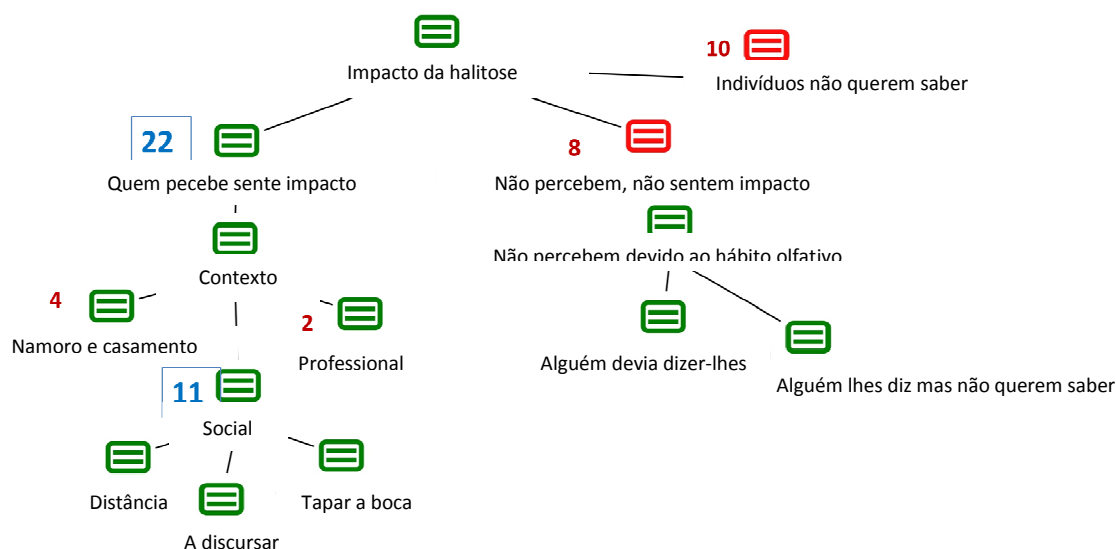 10
Impacto da halitose
Indivíduos não querem saber
22
8
Quem pecebe sente impacto
Não percebem, não sentem impacto
Não percebem devido ao hábito olfativo
Contexto
4
2
Namoro e casamento
Professional
Alguém devia dizer-lhes
Alguém lhes diz mas não querem saber
11
Social
Distância
Tapar a boca
A discursar